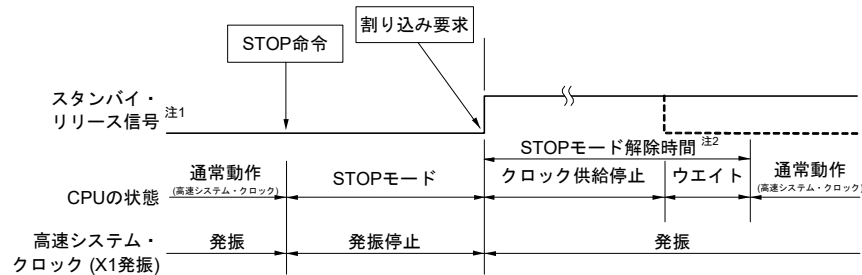 STOP命令
割り込み要求
スタンバイ・
リリース信号 注1
STOPモード解除時間 注2
CPUの状態
通常動作
(高速システム・クロック)
STOPモード
クロック供給停止
ウエイト
通常動作
(高速システム・クロック)
高速システム・
クロック (X1発振)
発振
発振停止
発振